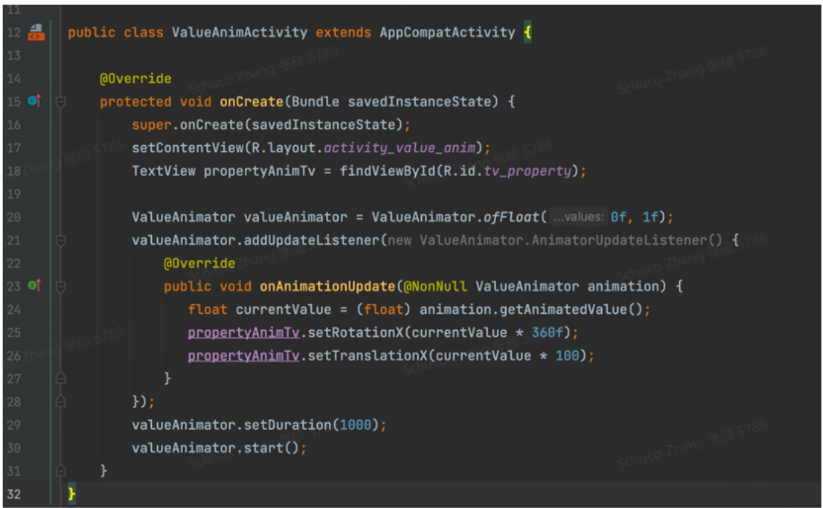 11
12 public class ValueAnimActivity extends AppCompatActivity {
13
14 @Override
15 protected void onCreate(Bundle savedInstanceState) {
16 super.onCreate(savedInstanceState);
17 setContentView(R.layout.activity_value_anim);
18 TextView propertyAnimTv = findViewById(R.id.tv_property);
19
20 ValueAnimator valueAnimator = ValueAnimator.ofFloat( ...values: 0f, 1f);
21 valueAnimator.addUpdateListener(new ValueAnimator.AnimatorUpdateListener() {
22 @Override
23 public void onAnimationUpdate(@NonNull ValueAnimator animation) {
24 float currentValue = (float) animation.getAnimatedValue();
25 propertyAnimTv.setRotationX(currentValue * 360f);
26 propertyAnimTv.setTranslationX(currentValue * 100);
27 }
28 });
29 valueAnimator.setDuration(1000);
30 valueAnimator.start();
31 }
32 }
Schuco Zhang 5786